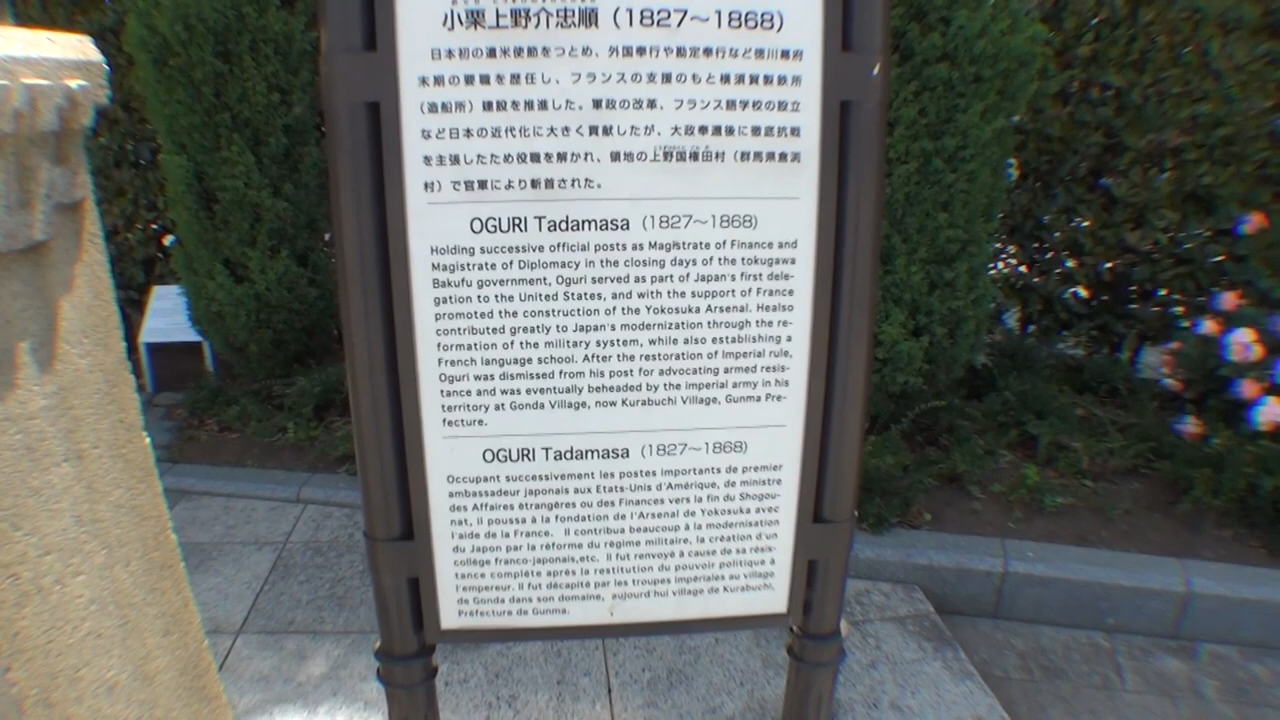 小栗上野介忠順（1827〜1868）
日本初の遣米使節をつとめ、外国奉行や勘定奉行など徳川幕府
末期の要職を歴任し、フランスの支援のもと横須賀製鉄所
（造船所）建設を推進した。軍政の改革、フランス語学校の設立
など日本の近代化に大きく貢献したが、大政奉還後に徹底抗戦
を主張したため役職を解かれ、領地の上野国権田村（群馬県倉渕
村）で官軍により斬首された。
OGURI Tadamasa (1827〜1868)
Holding successive official posts as Magistrate of Finance and
Magistrate of Diplomacy in the closing days of the tokugawa
Bakufu government, Oguri served as part of Japan's first dele-
gation to the United States, and with the support of France
promoted the construction of the Yokosuka Arsenal. Healso
contributed greatly to Japan's modernization through the re-
formation of the military system, while also establishing a
French language school. After the restoration of Imperial rule,
Oguri was dismissed from his post for advocating armed resis-
tance and was eventually beheaded by the imperial army in his
territory at Gonda Village, now Kurabuchi Village, Gunma Pre-
fecture.
OGURI Tadamasa (1827〜1868)
Occupant successivement les postes importants de premier
ambassadeur japonais aux Etats-Unis d'Amérique, de ministre
des Affaires étrangères ou des Finances vers la fin du Shogou-
nat, il poussa à la fondation de l'Arsenal de Yokosuka avec
l'aide de la France. Il contribua beaucoup à la modernisation
du Japon par la réforme du régime militaire, la création d'un
collège franco-japonais,etc. Il fut renvoyé à cause de sa résis-
tance complète après la restitution du pouvoir politique à
l'empereur. Il fut décapité par les troupes impériales au village
de Gonda dans son domaine, aujourd'hui village de Kurabuchi,
Préfecture de Gunma.